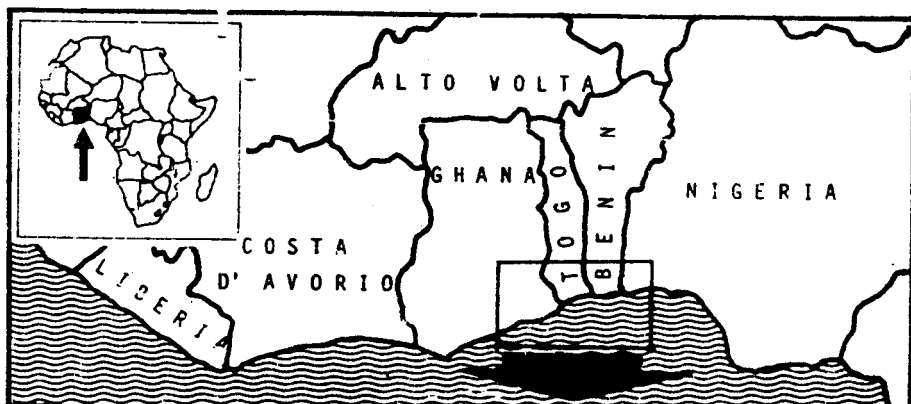 ALTO VOLTA
GHANA
TOGO
BENIN
NIGERIA
COSTA
D'AVORIO
LIBERIA